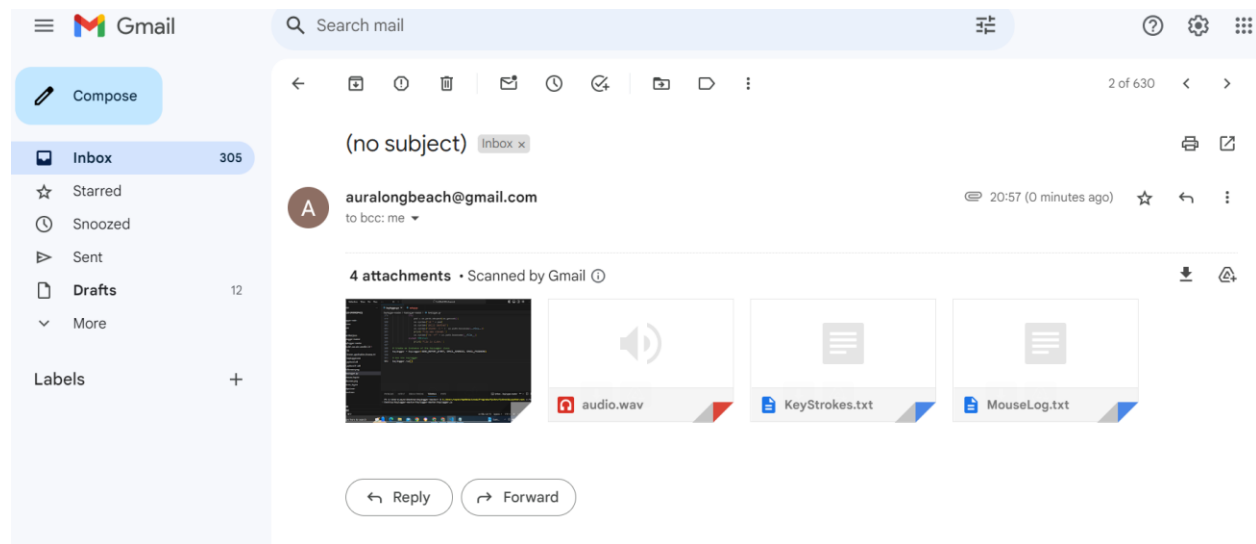 Gmail
Search mail
Compose
2 of 630
(no subject) Inbox ×
Inbox 305
Starred
Snoozed
Sent
Drafts 12
More
Labels +
A
auralongbeach@gmail.com
20:57 (0 minutes ago)
to bcc: me
4 attachments • Scanned by Gmail
audio.wav
KeyStrokes.txt
MouseLog.txt
Reply
Forward